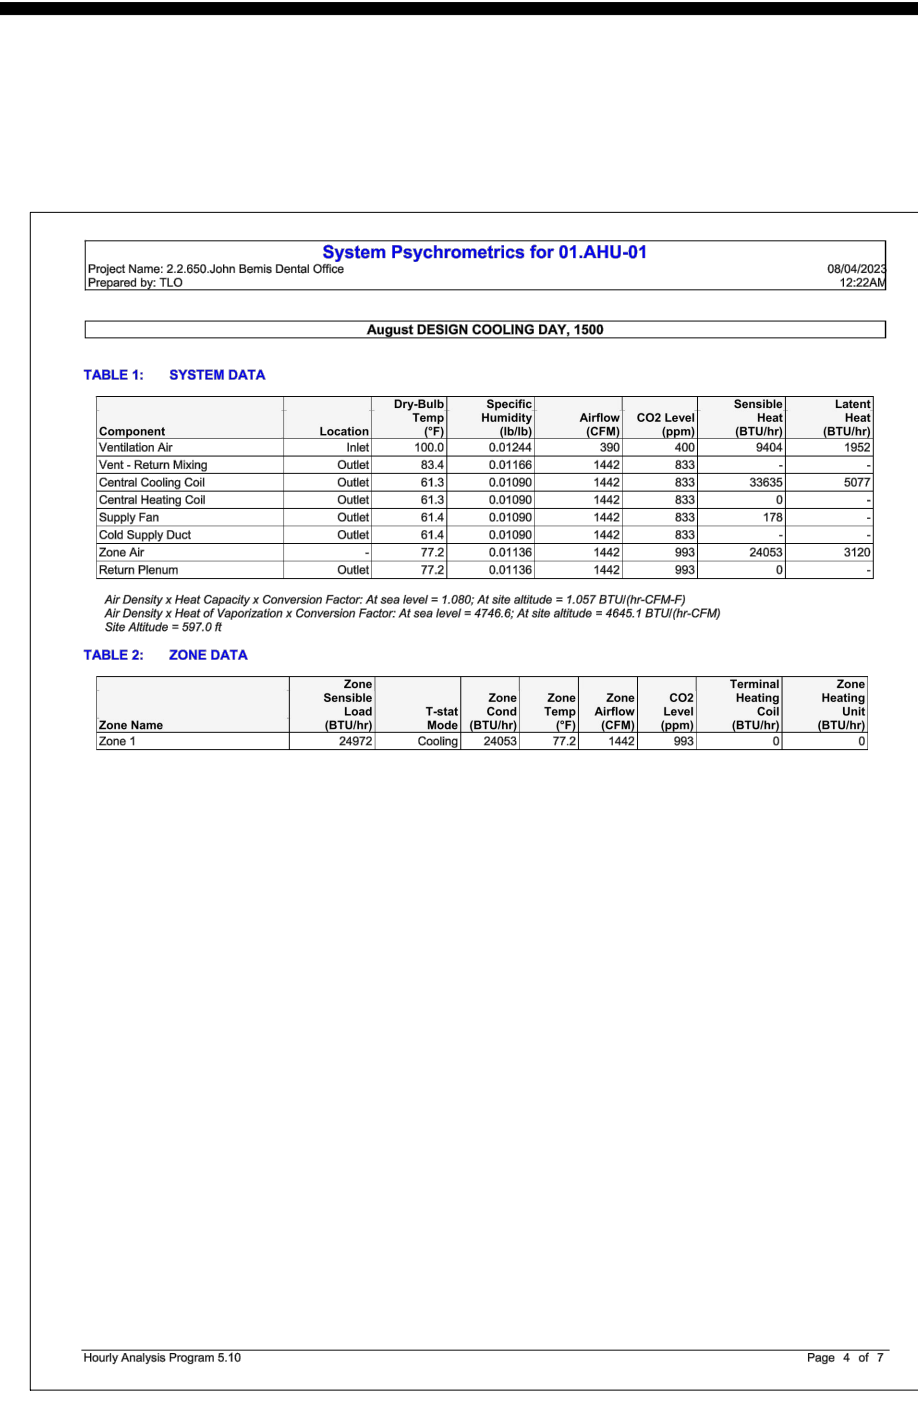 System Psychrometrics for 01.AHU-01
Project Name: 2.2.650.John Bemis Dental Office 08/04/2023
Prepared by: TLO 12:22AM
August DESIGN COOLING DAY, 1500
TABLE 1: SYSTEM DATA
Dry-Bulb Specific Sensible Latent
Temp Humidity Airflow CO2 Level Heat Heat
Component Location (°F) (lb/lb) (CFM) (ppm) (BTU/hr) (BTU/hr)
Ventilation Air Inlet 100.0 0.01244 390 400 9404 1952
Vent - Return Mixing Outlet 83.4 0.01166 1442 833 - -
Central Cooling Coil Outlet 61.3 0.01090 1442 833 33635 5077
Central Heating Coil Outlet 61.3 0.01090 1442 833 0 -
Supply Fan Outlet 61.4 0.01090 1442 833 178 -
Cold Supply Duct Outlet 61.4 0.01090 1442 833 - -
Zone Air - 77.2 0.01136 1442 993 24053 3120
Return Plenum Outlet 77.2 0.01136 1442 993 0 -
Air Density x Heat Capacity x Conversion Factor: At sea level = 1.080; At site altitude = 1.057 BTU/(hr-CFM-F)
Air Density x Heat of Vaporization x Conversion Factor: At sea level = 4746.6; At site altitude = 4645.1 BTU/(hr-CFM)
Site Altitude = 597.0 ft
TABLE 2: ZONE DATA
Zone Terminal Zone
Sensible Zone Zone Zone CO2 Heating Heating
Load T-stat Cond Temp Airflow Level Coil Unit
Zone Name (BTU/hr) Mode (BTU/hr) (°F) (CFM) (ppm) (BTU/hr) (BTU/hr)
Zone 1 24972 Cooling 24053 77.2 1442 993 0 0
Hourly Analysis Program 5.10 Page 4 of 7